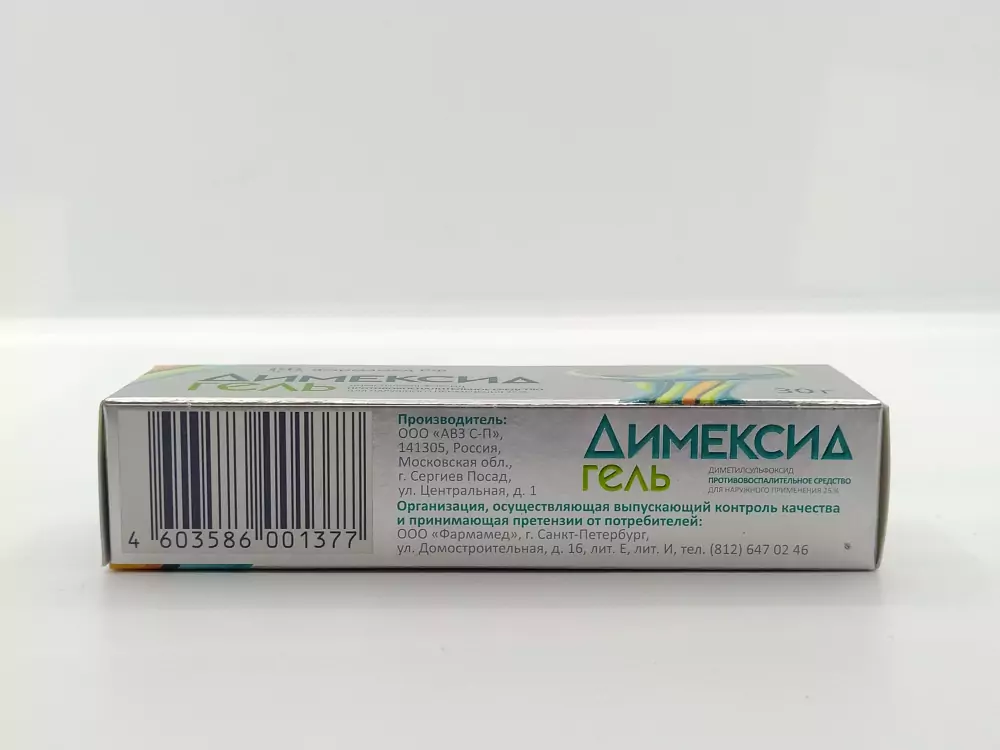 ДИМЕКСИД
ГЕЛЬ
30 г
Производитель:
ООО «АВЗ С-П»,
141305, Россия,
Московская обл.,
г. Сергиев Посад,
ул. Центральная, д. 1
ДИМЕКСИД
ГЕЛЬ
ДИМЕТИЛСУЛЬФОКСИД
ПРОТИВОВОСПАЛИТЕЛЬНОЕ СРЕДСТВО
ДЛЯ НАРУЖНОГО ПРИМЕНЕНИЯ 25%
Организация, осуществляющая выпускающий контроль качества
и принимающая претензии от потребителей:
ООО «Фармамед», г. Санкт-Петербург,
ул. Домостроительная, д. 16, лит. Е, лит. И, тел. (812) 647 02 46
4 603586 001377